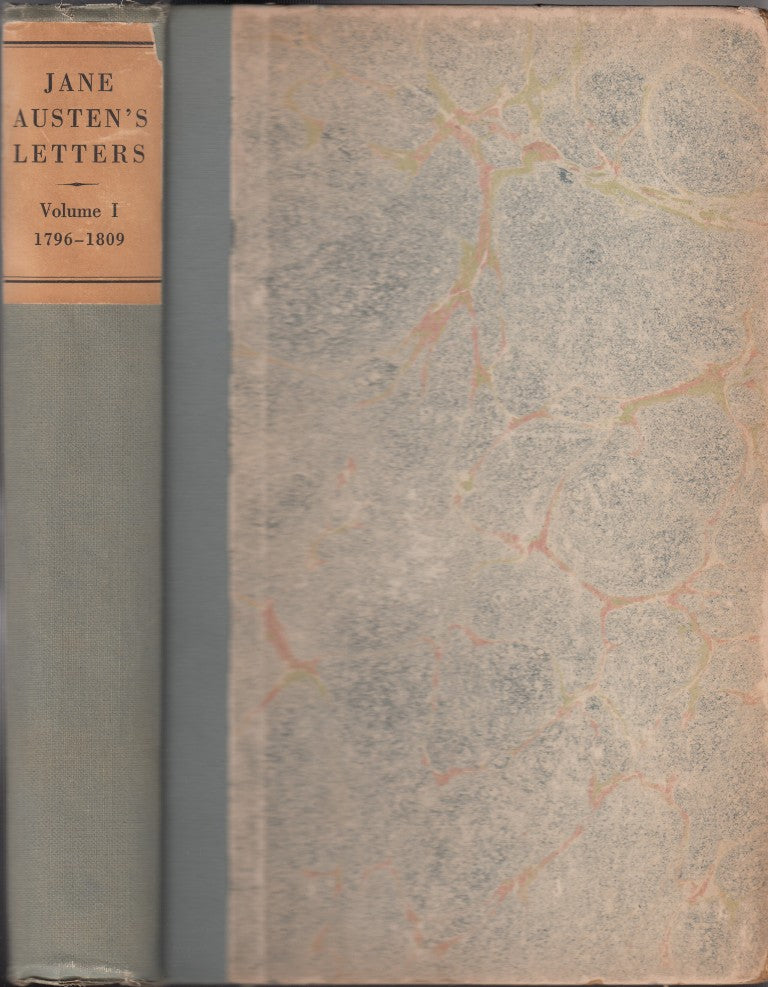 JANE
AUSTEN'S
LETTERS
Volume I
1796–1809